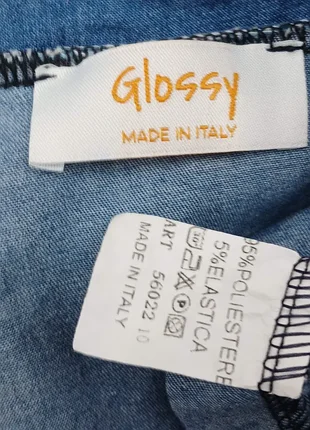 Glossy
MADE IN ITALY
95%POLIESTERE
5%ELASTICA
ART 56022 10
MADE IN ITALY